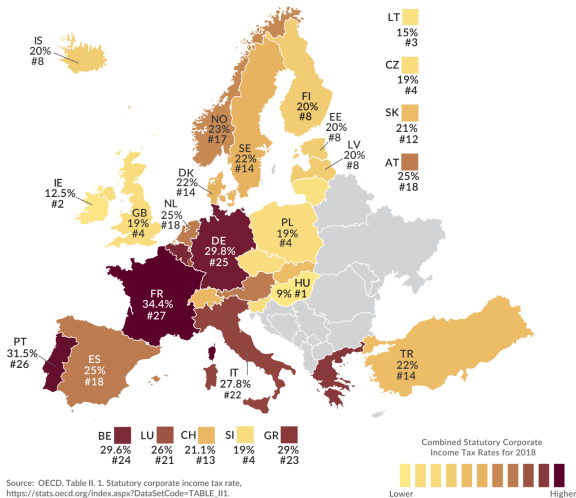 IS
20%
#8
LT
15%
#3
CZ
19%
#4
SK
21%
#12
AT
25%
#18
NO
23%
#17
SE
22%
#14
FI
20%
#8
EE
20%
#8
LV
20%
#8
DK
22%
#14
IE
12.5%
#2
GB
19%
#4
NL
25%
#18
DE
29.8%
#25
PL
19%
#4
FR
34.4%
#27
HU
9% #1
PT
31.5%
#26
ES
25%
#18
IT
27.8%
#22
TR
22%
#14
BE
29.6%
#24
LU
26%
#21
CH
21.1%
#13
SI
19%
#4
GR
29%
#23
Combined Statutory Corporate
Income Tax Rates for 2018
Lower
Higher
Source: OECD, Table II. 1. Statutory corporate income tax rate,
https://stats.oecd.org/index.aspx?DataSetCode=TABLE_II1.